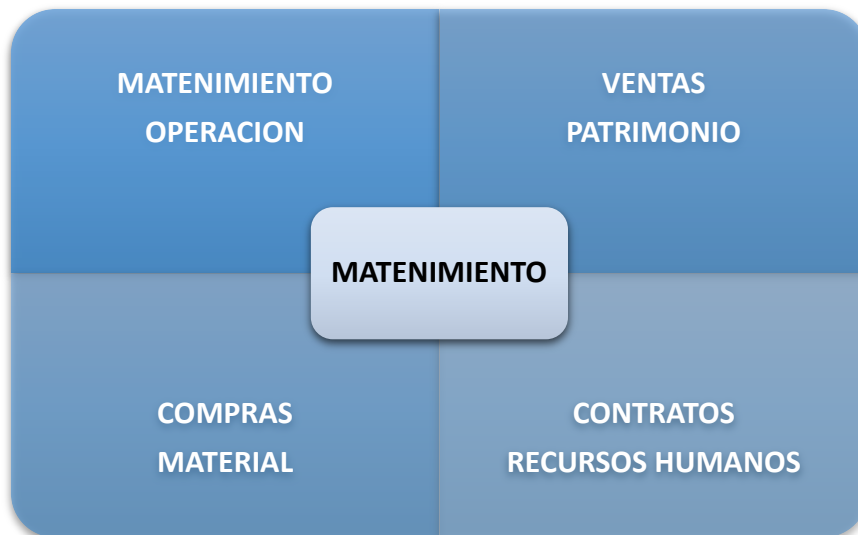 MATENIMIENTO
OPERACION
VENTAS
PATRIMONIO
MATENIMIENTO
COMPRAS
MATERIAL
CONTRATOS
RECURSOS HUMANOS